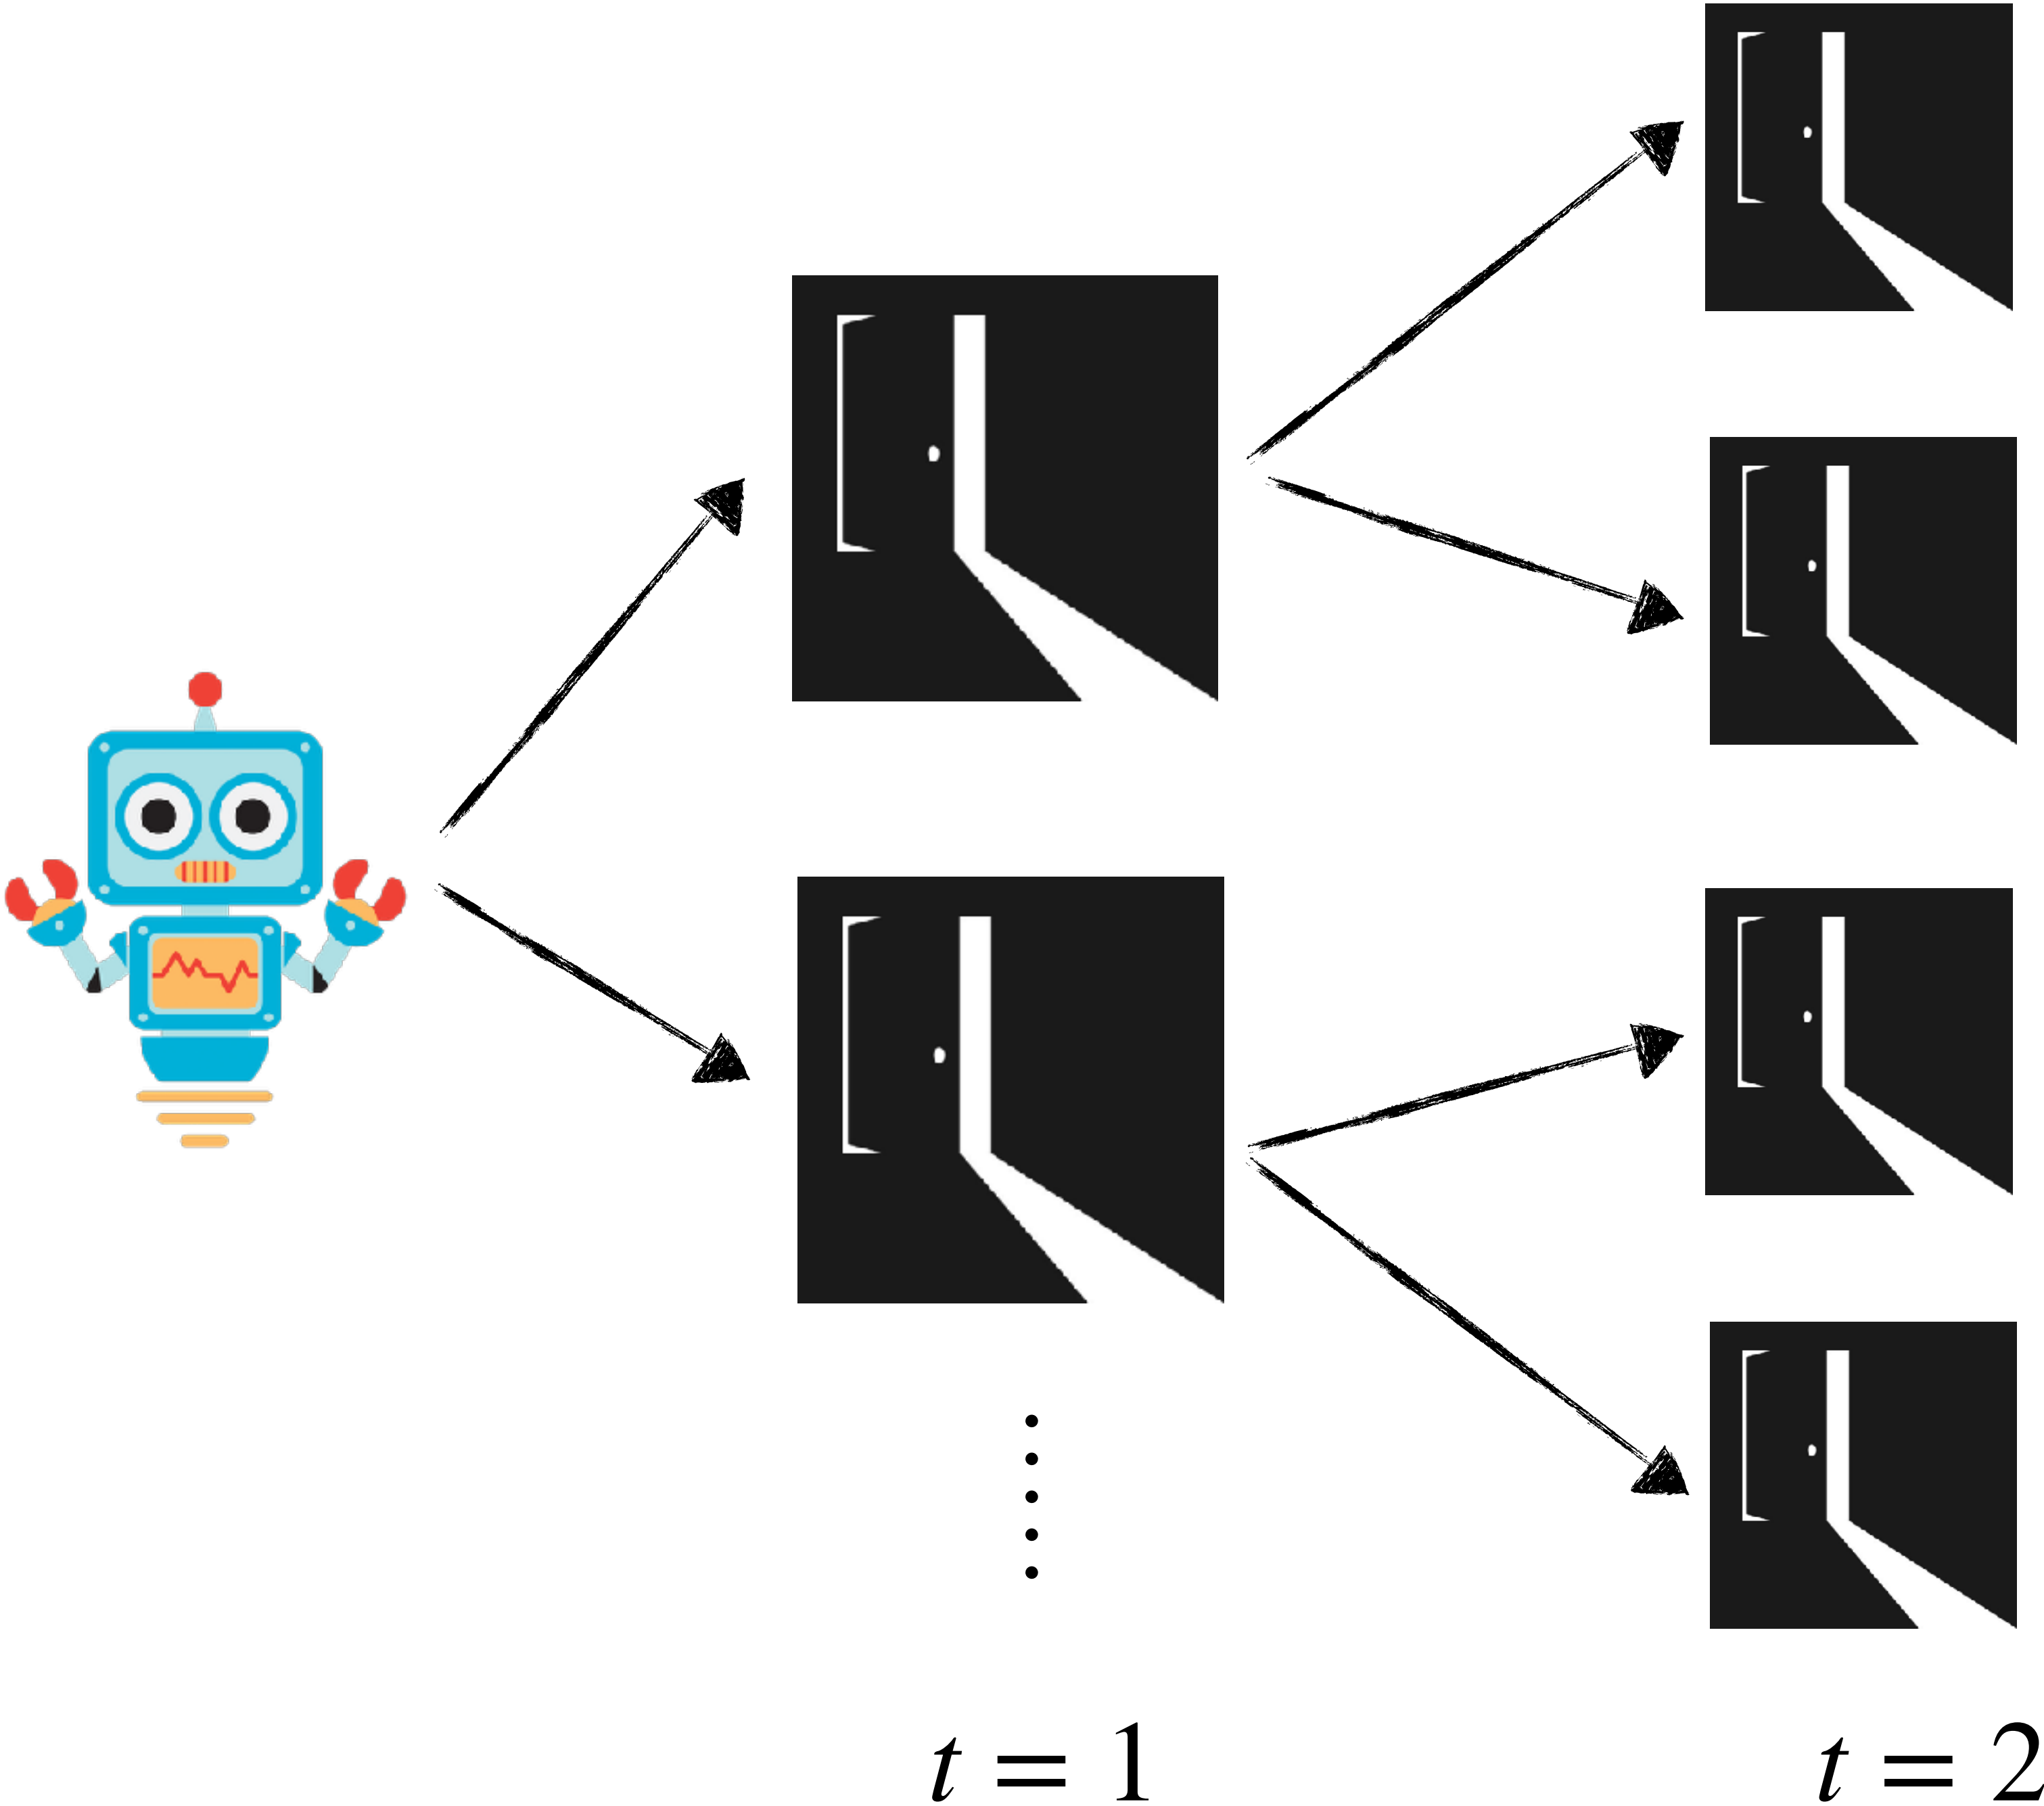 t = 1
t = 2